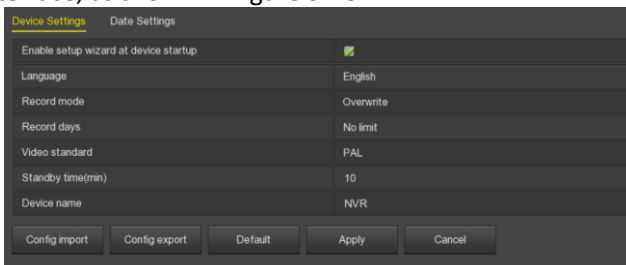 Device Settings Date Settings
Enable setup wizard at device startup
Language English
Record mode Overwrite
Record days No limit
Video standard PAL
Standby time(min) 10
Device name NVR
Config import Config export Default Apply Cancel